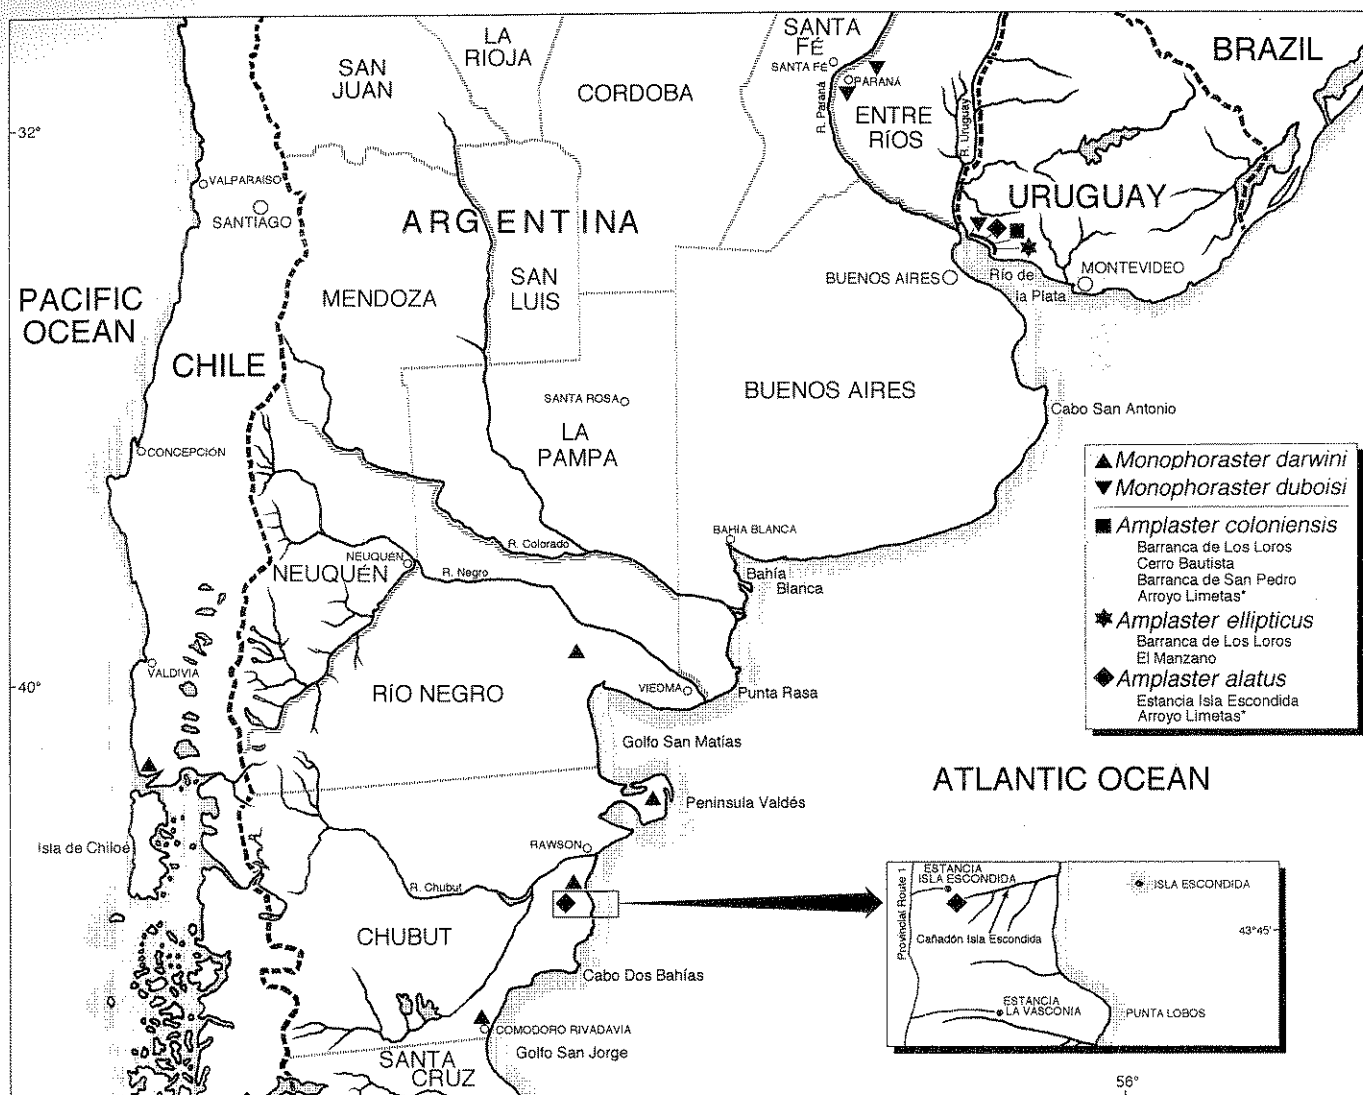 SANTA
FÉ
SANTA FÉ
PARANÁ
R. Paraná
ENTRE
RÍOS
R. Uruguay
BRAZIL
LA
RIOJA
SAN
JUAN
CORDOBA
32°
VALPARAÍSO
SANTIAGO
ARGENTINA
URUGUAY
MENDOZA
SAN
LUIS
BUENOS AIRES
Río de
la Plata
MONTEVIDEO
PACIFIC
OCEAN
CHILE
SANTA ROSA
LA
PAMPA
BUENOS AIRES
Cabo San Antonio
CONCEPCIÓN
BAHÍA BLANCA
R. Colorado
NEUQUÉN
NEUQUÉN
R. Negro
Bahía
Blanca
Monophoraster darwini
Monophoraster duboisi
Amplaster coloniensis
Barranca de Los Loros
Cerro Bautista
Barranca de San Pedro
Arroyo Limetas*
Amplaster ellipticus
Barranca de Los Loros
El Manzano
Amplaster alatus
Estancia Isla Escondida
Arroyo Limetas*
VALDIVIA
40°
RÍO NEGRO
VIEDMA
Punta Rasa
Golfo San Matías
ATLANTIC OCEAN
Peninsula Valdés
Isla de Chiloé
RAWSON
R. Chubut
CHUBUT
Cabo Dos Bahías
COMODORO RIVADAVIA
Golfo San Jorge
SANTA
CRUZ
Provincial Route 1
ESTANCIA
ISLA ESCONDIDA
ISLA ESCONDIDA
Cañadón Isla Escondida
43°45'
ESTANCIA
LA VASCONIA
PUNTA LOBOS
56°